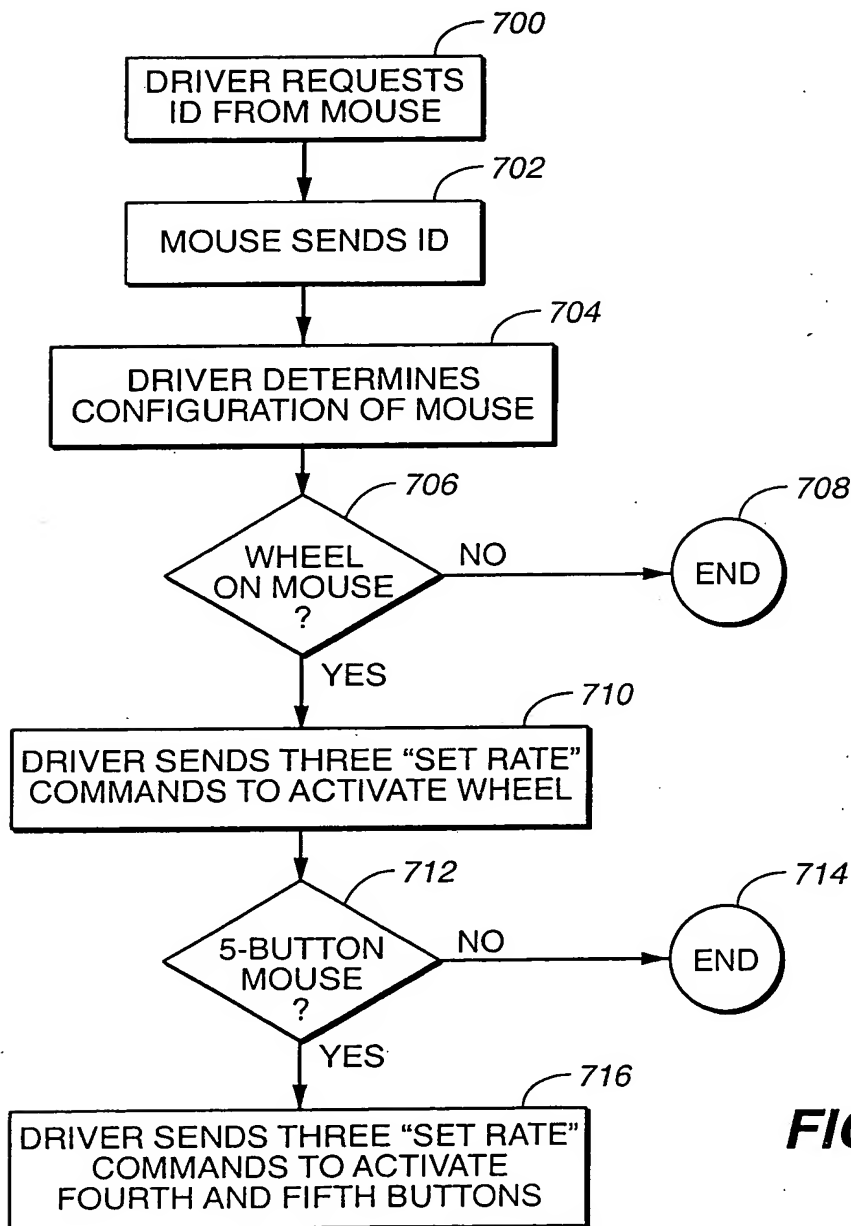 700
DRIVER REQUESTS
ID FROM MOUSE
702
MOUSE SENDS ID
704
DRIVER DETERMINES
CONFIGURATION OF MOUSE
706
708
WHEEL
ON MOUSE
?
NO
END
YES
710
DRIVER SENDS THREE “SET RATE”
COMMANDS TO ACTIVATE WHEEL
712
714
5-BUTTON
MOUSE
?
NO
END
YES
716
DRIVER SENDS THREE “SET RATE”
COMMANDS TO ACTIVATE
FOURTH AND FIFTH BUTTONS